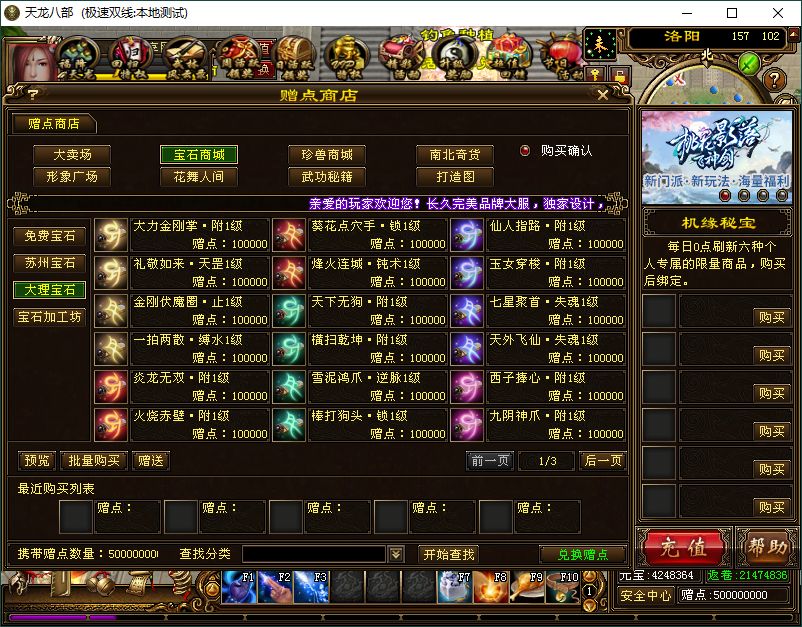 天龙八部 (极速双线:本地测试)
洛阳 157 102
北
未
赠点商店
赠点商店
大卖场 宝石商城 珍兽商城 南北奇货 购买确认
形象广场 花舞人间 武功秘籍 打造图
亲爱的玩家欢迎您！长久完美品牌大服，独家设计，
免费宝石
苏州宝石
大理宝石
宝石加工坊
大力金刚掌·附1级 葵花点穴手·锁1级 仙人指路·附1级
赠点：100000 赠点：100000 赠点：100000
礼敬如来·天罡1级 烽火连城·钝术1级 玉女穿梭·附1级
赠点：100000 赠点：100000 赠点：100000
金刚伏魔圈·止1级 天下无狗·附1级 七星聚首·失魂1级
赠点：100000 赠点：100000 赠点：100000
一拍两散·缚水1级 横扫乾坤·附1级 天外飞仙·失魂1级
赠点：100000 赠点：100000 赠点：100000
炎龙无双·附1级 雪泥鸿爪·逆脉1级 西子捧心·附1级
赠点：100000 赠点：100000 赠点：100000
火烧赤壁·附1级 棒打狗头·锁1级 九阴神爪·附1级
赠点：100000 赠点：100000 赠点：100000
预览 批量购买 赠送 前一页 1/3 后一页
最近购买列表
赠点： 赠点： 赠点： 赠点： 赠点：
携带赠点数量：50000000 查找分类 开始查找 兑换赠点
桃花影落
新门派·新玩法·海量福利
机缘秘宝
每日0点刷新六种个
人专属的限量商品，购买
后绑定。
购买
购买
购买
购买
购买
购买
充值 帮助
元宝:4248364 返卷:21474836
安全中心 赠点:500000000
F1 F2 F3 F7 F8 F9 F10
1